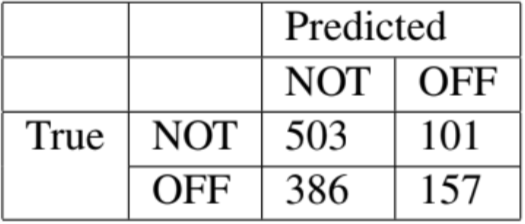 Predicted
NOT OFF
True NOT 503 101
OFF 386 157